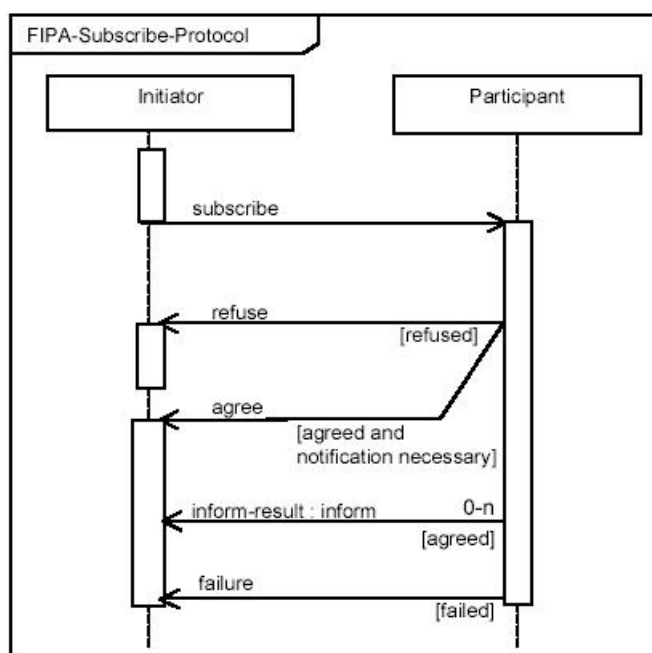 FIPA-Subscribe-Protocol
Initiator
Participant
subscribe
refuse
[refused]
agree
[agreed and
notification necessary]
inform-result : inform
0-n
[agreed]
failure
[failed]